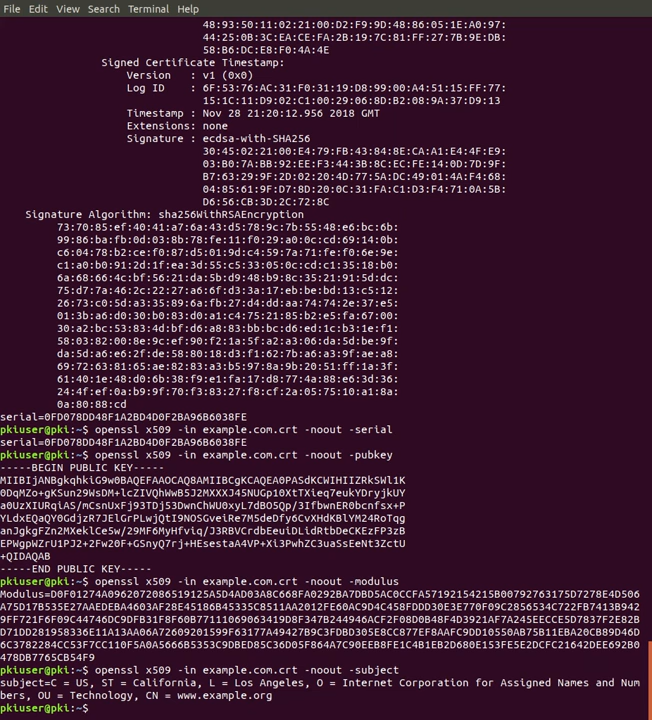 File Edit View Search Terminal Help
48:93:50:11:02:21:00:D2:F9:9D:48:86:05:1E:A0:97:
44:25:0B:3C:EA:CE:FA:2B:19:7C:81:FF:27:7B:9E:DB:
58:B6:DC:E8:F0:4A:4E
Signed Certificate Timestamp:
Version : v1 (0x0)
Log ID : 6F:53:76:AC:31:F0:31:19:D8:99:00:A4:51:15:FF:77:
15:1C:11:D9:02:C1:00:29:06:8D:B2:08:9A:37:D9:13
Timestamp : Nov 28 21:20:12.956 2018 GMT
Extensions: none
Signature : ecdsa-with-SHA256
30:45:02:21:00:E4:79:FB:43:84:8E:CA:A1:E4:4F:E9:
03:B0:7A:BB:92:EE:F3:44:3B:8C:EC:FE:14:0D:7D:9F:
B7:63:29:9F:2D:02:20:4D:77:5A:DC:49:01:4A:F4:68:
04:85:61:9F:D7:8D:20:0C:31:FA:C1:D3:F4:71:0A:5B:
D6:56:CB:3D:2C:72:8C
Signature Algorithm: sha256WithRSAEncryption
73:70:85:ef:40:41:a7:6a:43:d5:78:9c:7b:55:48:e6:bc:6b:
99:86:ba:fb:0d:03:8b:78:fe:11:f0:29:a0:0c:cd:69:14:0b:
c6:04:78:b2:ce:f0:87:d5:01:9d:c4:59:7a:71:fe:f0:6e:9e:
c1:a0:b0:91:2d:1f:ea:3d:55:c5:33:05:0c:cd:c1:35:18:b0:
6a:68:66:4c:bf:56:21:da:5b:d9:48:b9:8c:35:21:91:5d:dc:
75:d7:7a:46:2c:22:27:a6:6f:d3:3a:17:eb:be:bd:13:c5:12:
26:73:c0:5d:a3:35:89:6a:fb:27:d4:dd:aa:74:74:2e:37:e5:
01:3b:a6:d0:30:b0:83:d0:a1:c4:75:21:85:b2:e5:fa:67:00:
30:a2:bc:53:83:4d:bf:d6:a8:83:bb:bc:d6:ed:1c:b3:1e:f1:
58:03:82:00:8e:9c:ef:90:f2:1a:5f:a2:a3:06:da:5d:be:9f:
da:5d:a6:e6:2f:de:58:80:18:d3:f1:62:7b:a6:a3:9f:ae:a8:
69:72:63:81:65:ae:82:83:a3:b5:97:8a:9b:20:51:ff:1a:3f:
61:40:1e:48:d0:6b:38:f9:e1:fa:17:d8:77:4a:88:e6:3d:36:
24:4f:ef:0a:b9:9f:70:f3:83:27:f8:cf:2a:05:75:10:a1:8a:
0a:80:88:cd
serial=0FD078DD48F1A2BD4D0F2BA96B6038FE
pkiuser@pki:~$ openssl x509 -in example.com.crt -noout -serial
serial=0FD078DD48F1A2BD4D0F2BA96B6038FE
pkiuser@pki:~$ openssl x509 -in example.com.crt -noout -pubkey
-----BEGIN PUBLIC KEY-----
MIIBIjANBgkqhkiG9w0BAQEFAAOCAQ8AMIIBCgKCAQEA0PASdKCWIHIIZRkSWl1K
0DqMZo+gKSun29WsDM+lcZIVQhWwB5J2MXXXJ45NUGp10XtTXieq7eukYDryjkUY
a0UzXIURqiAS/mCsnUxFj93TDj53DwnChWU0xyL7dBO5Qp/3IfbwnER0bcnfsx+P
YLdxEQaQY0GdjzR7JElGrPLwjQtI9NOSGveiRe7M5deDfy6CvXHdKBlYM24RoTqg
anJgkgFZn2MXeklCe5w/29MF6MyHfviq/J3RBVCrdbEeuiDLidRtbDeCKEzFP3zB
EPWgpWZrU1PJ2+2Fw20F+GSnyQ7rj+HEsestaA4VP+Xi3PwhZC3uaSsEeNt3ZctU
+QIDAQAB
-----END PUBLIC KEY-----
pkiuser@pki:~$ openssl x509 -in example.com.crt -noout -modulus
Modulus=D0F01274A0962072086519125A5D4AD03A8C668FA0292BA7DBD5AC0CCFA57192154215B00792763175D7278E4D506
A75D17B535E27AAEDEBA4603AF28E45186B45335C8511AA2012FE60AC9D4C458FDDD30E3E770F09C2856534C722FB7413B942
9FF721F6F09C44746DC9DFB31F8F60B77111069063419D8F347B244946ACF2F08D0B48F4D3921AF7A245EECCE5D7837F2E82B
D71DD281958336E11A13AA06A72609201599F63177A49427B9C3FDBD305E8CC877EF8AAFC9DD10550AB75B11EBA20CB89D46D
6C3782284CC53F7CC110F5A0A5666B5353C9DBED85C36D05F864A7C90EEB8FE1C4B1EB2D680E153FE5E2DCFC21642DEE692B0
478DB7765CB54F9
pkiuser@pki:~$ openssl x509 -in example.com.crt -noout -subject
subject=C = US, ST = California, L = Los Angeles, O = Internet Corporation for Assigned Names and Num
bers, OU = Technology, CN = www.example.org
pkiuser@pki:~$